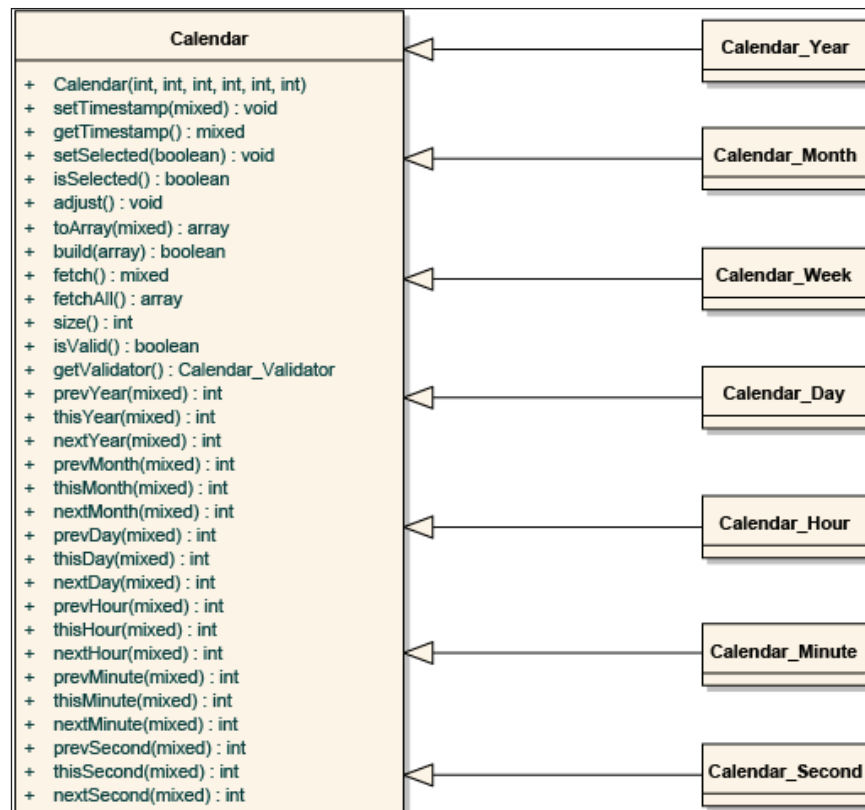 Calendar
+ Calendar(int, int, int, int, int, int)
+ setTimestamp(mixed) : void
+ getTimestamp() : mixed
+ setSelected(boolean) : void
+ isSelected() : boolean
+ adjust() : void
+ toArray(mixed) : array
+ build(array) : boolean
+ fetch() : mixed
+ fetchAll() : array
+ size() : int
+ isValid() : boolean
+ getValidator() : Calendar_Validator
+ prevYear(mixed) : int
+ thisYear(mixed) : int
+ nextYear(mixed) : int
+ prevMonth(mixed) : int
+ thisMonth(mixed) : int
+ nextMonth(mixed) : int
+ prevDay(mixed) : int
+ thisDay(mixed) : int
+ nextDay(mixed) : int
+ prevHour(mixed) : int
+ thisHour(mixed) : int
+ nextHour(mixed) : int
+ prevMinute(mixed) : int
+ thisMinute(mixed) : int
+ nextMinute(mixed) : int
+ prevSecond(mixed) : int
+ thisSecond(mixed) : int
+ nextSecond(mixed) : int
Calendar_Year
Calendar_Month
Calendar_Week
Calendar_Day
Calendar_Hour
Calendar_Minute
Calendar_Second